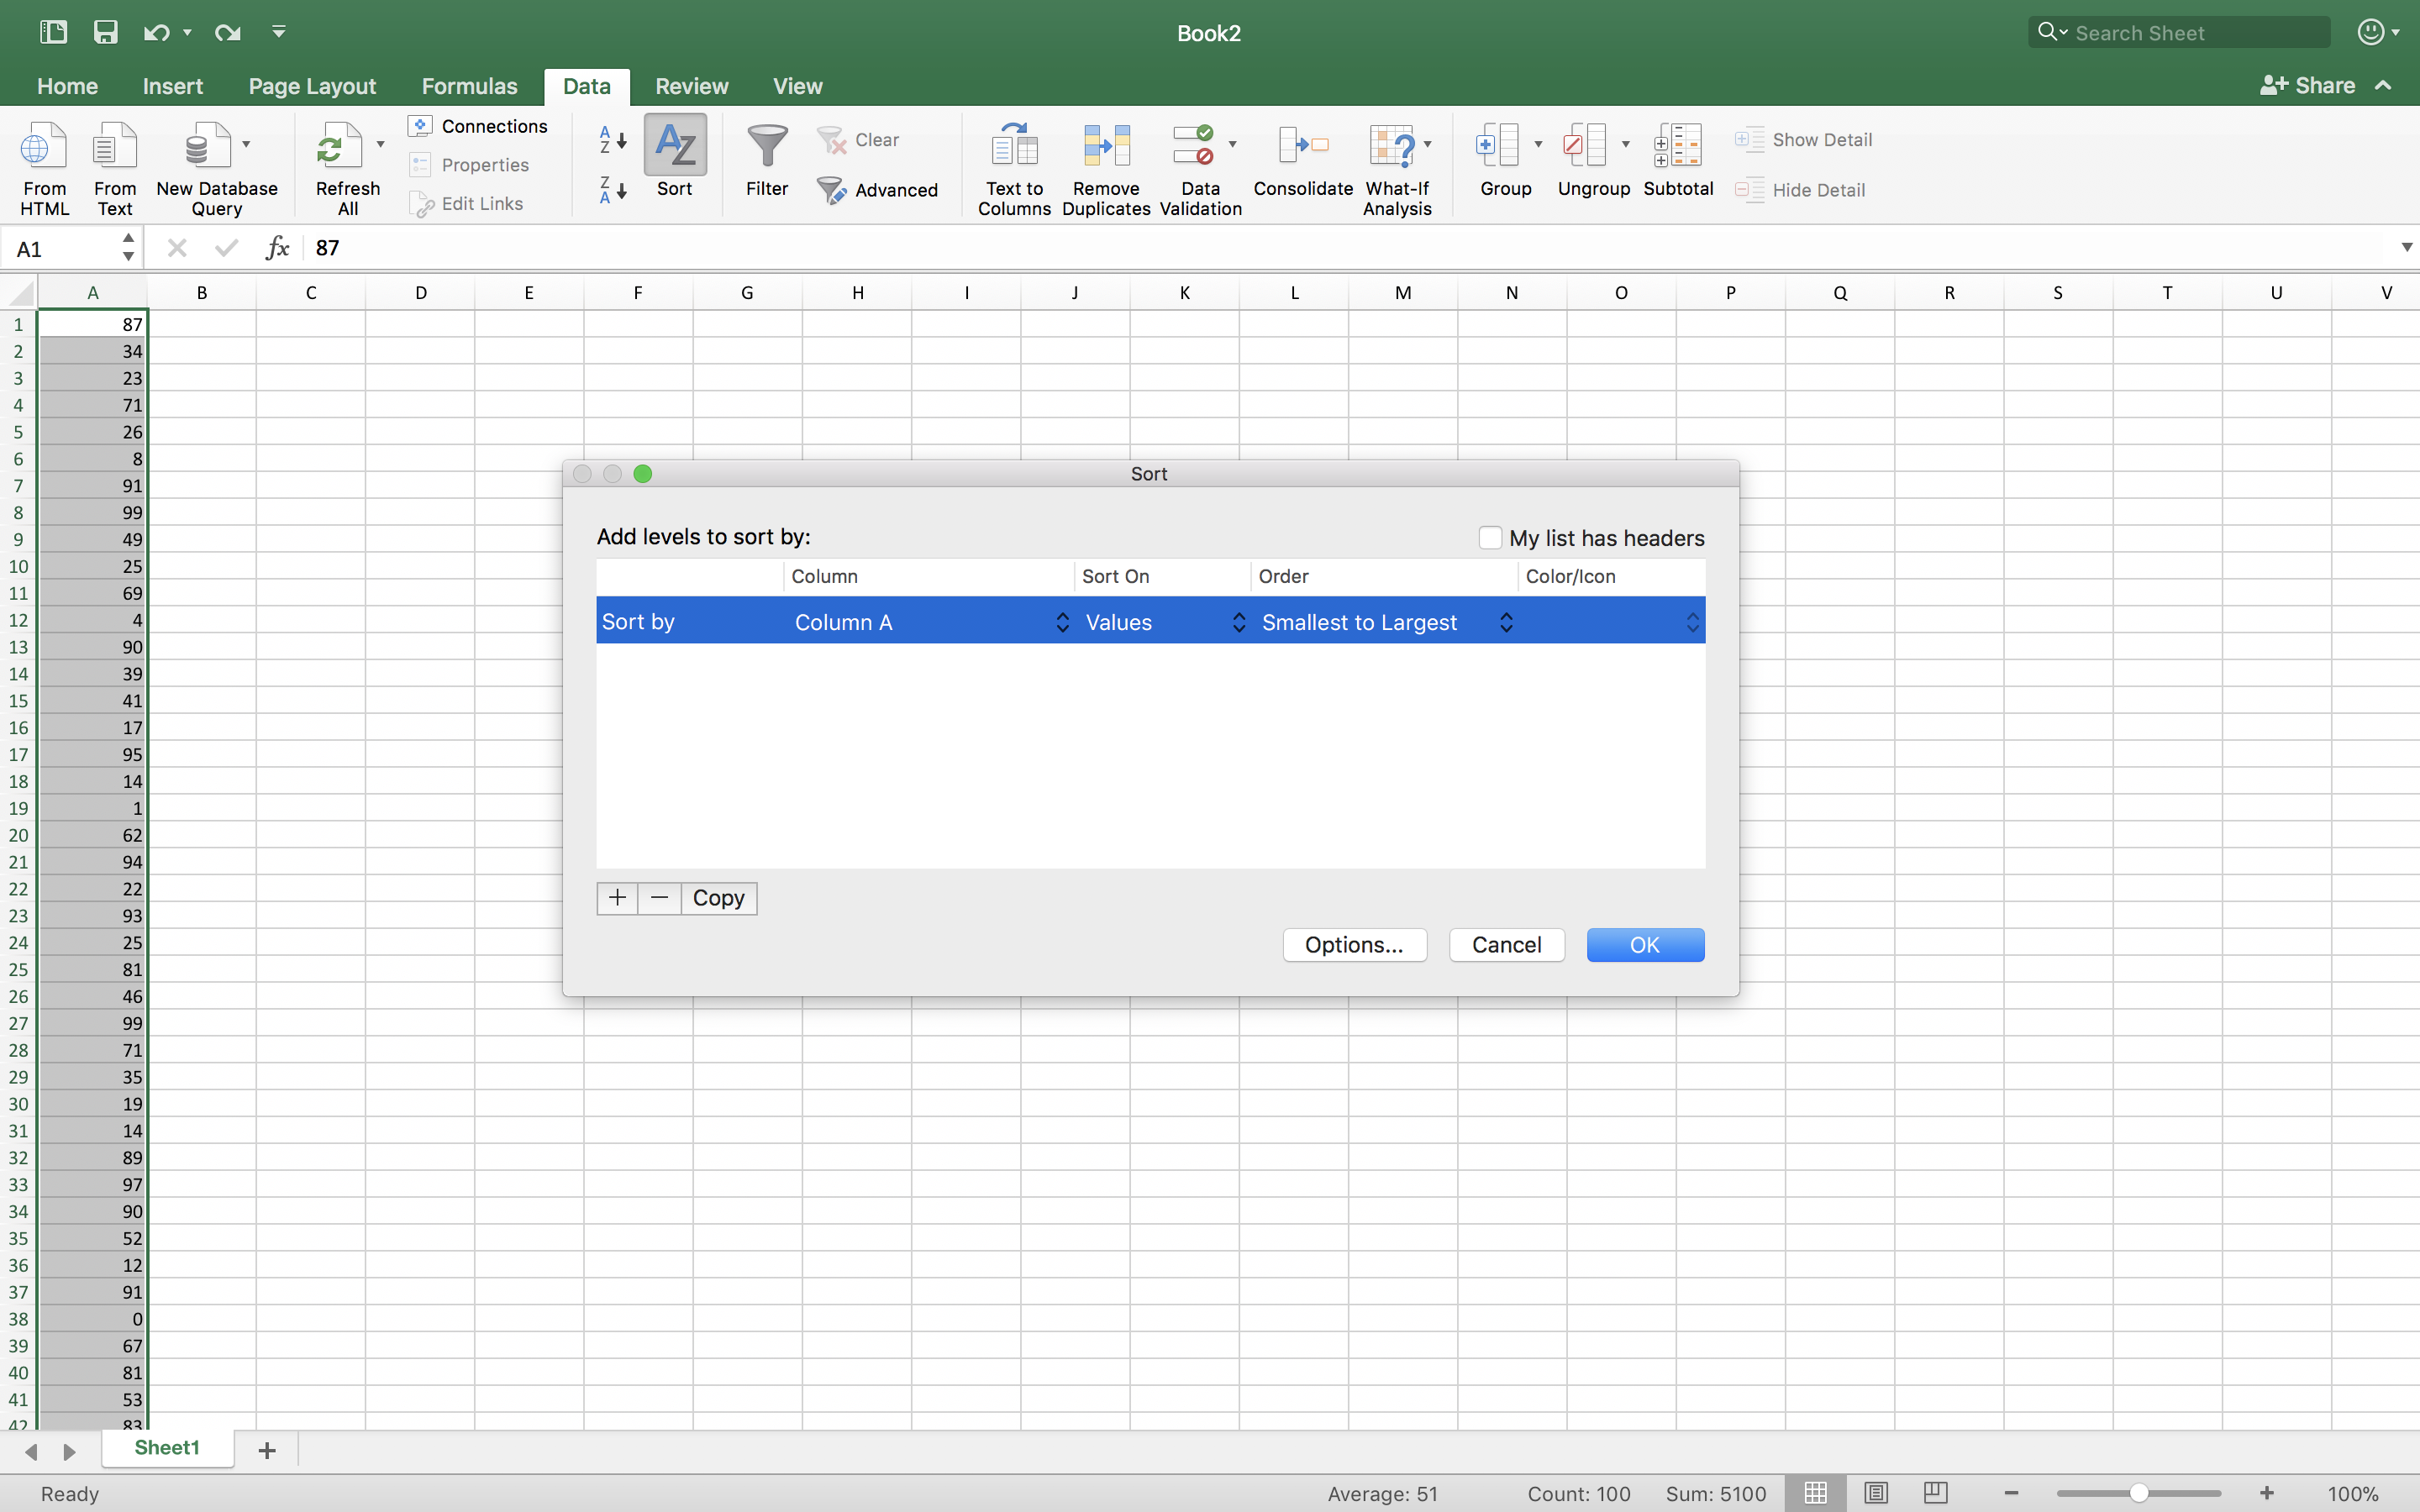 Book2
Search Sheet
Home Insert Page Layout Formulas Data Review View
Share
From HTML
From Text
New Database Query
Refresh All
Connections
Properties
Edit Links
A Z
Z A
AZ
Sort
Filter
Clear
Advanced
Text to Columns
Remove Duplicates
Data Validation
Consolidate
What-If Analysis
Group
Ungroup
Subtotal
Show Detail
Hide Detail
A1 fx 87
A B C D E F G H I J K L M N O P Q R S T U V
1 87
2 34
3 23
4 71
5 26
6 8
7 91
8 99
9 49
10 25
11 69
12 4
13 90
14 39
15 41
16 17
17 95
18 14
19 1
20 62
21 94
22 22
23 93
24 25
25 81
26 46
27 99
28 71
29 35
30 19
31 14
32 89
33 97
34 90
35 52
36 12
37 91
38 0
39 67
40 81
41 53
42 83
Sort
Add levels to sort by:
My list has headers
Column Sort On Order Color/Icon
Sort by Column A Values Smallest to Largest
+ − Copy
Options... Cancel OK
Sheet1 +
Ready Average: 51 Count: 100 Sum: 5100 − + 100%